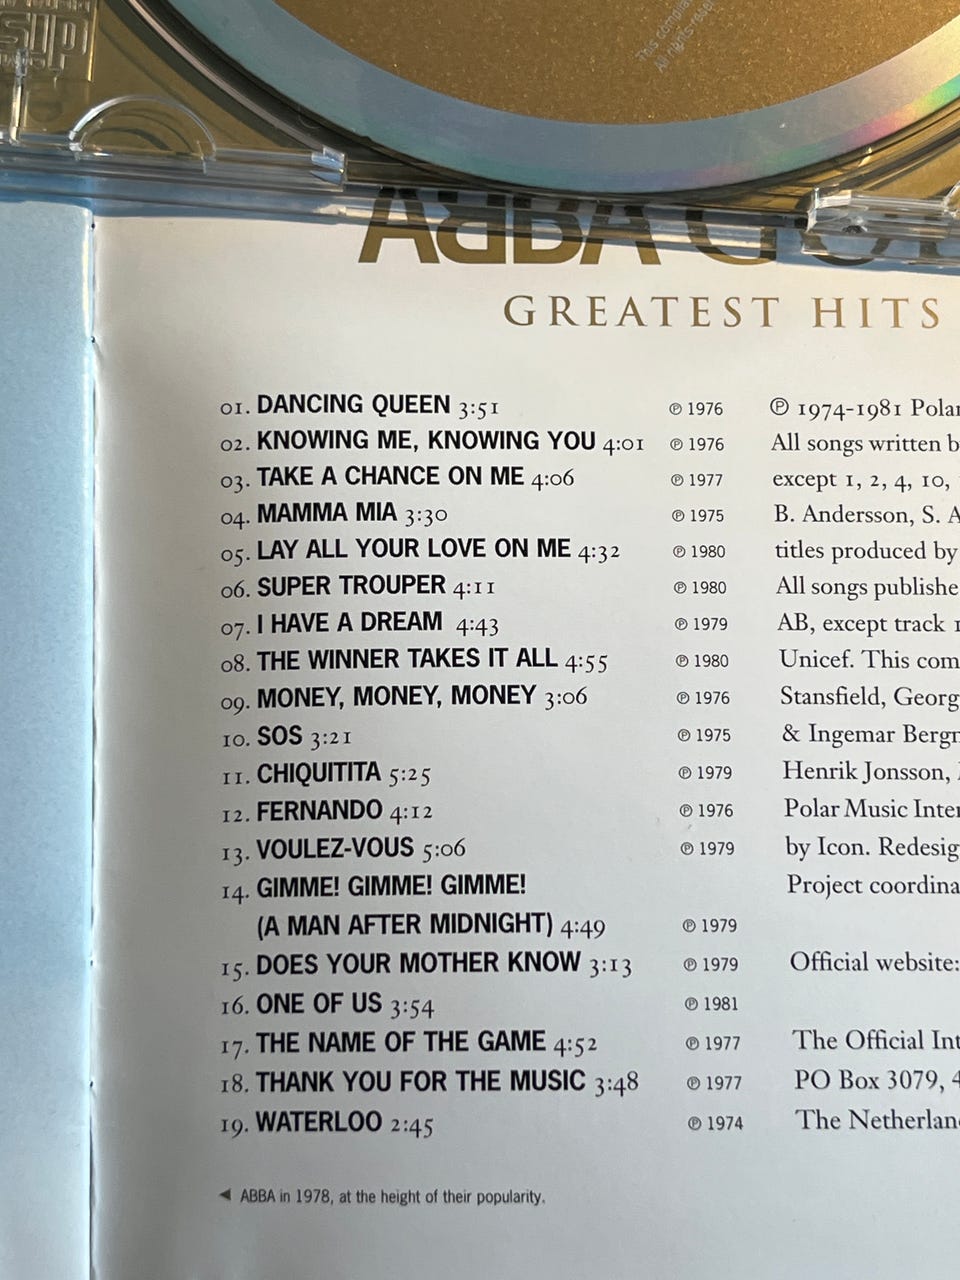 This compila
All rights reser
ABBA GOL
GREATEST HITS
01. DANCING QUEEN 3:51 ℗ 1976
02. KNOWING ME, KNOWING YOU 4:01 ℗ 1976
03. TAKE A CHANCE ON ME 4:06 ℗ 1977
04. MAMMA MIA 3:30 ℗ 1975
05. LAY ALL YOUR LOVE ON ME 4:32 ℗ 1980
06. SUPER TROUPER 4:11 ℗ 1980
07. I HAVE A DREAM 4:43 ℗ 1979
08. THE WINNER TAKES IT ALL 4:55 ℗ 1980
09. MONEY, MONEY, MONEY 3:06 ℗ 1976
10. SOS 3:21 ℗ 1975
11. CHIQUITITA 5:25 ℗ 1979
12. FERNANDO 4:12 ℗ 1976
13. VOULEZ-VOUS 5:06 ℗ 1979
14. GIMME! GIMME! GIMME!
(A MAN AFTER MIDNIGHT) 4:49 ℗ 1979
15. DOES YOUR MOTHER KNOW 3:13 ℗ 1979
16. ONE OF US 3:54 ℗ 1981
17. THE NAME OF THE GAME 4:52 ℗ 1977
18. THANK YOU FOR THE MUSIC 3:48 ℗ 1977
19. WATERLOO 2:45 ℗ 1974
◄ ABBA in 1978, at the height of their popularity.
℗ 1974-1981 Polar
All songs written b
except 1, 2, 4, 10,
B. Andersson, S. A
titles produced by
All songs publishe
AB, except track 1
Unicef. This com
Stansfield, Georg
& Ingemar Bergm
Henrik Jonsson,
Polar Music Inter
by Icon. Redesig
Project coordina
Official website:
The Official Int
PO Box 3079, 4
The Netherlan